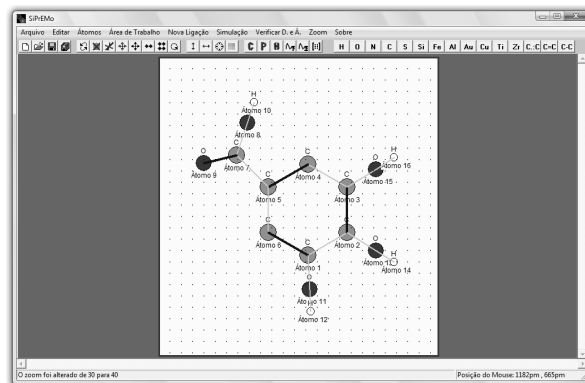 SiPrEMo
Arquivo Editar Átomos Área de Trabalho Nova Ligação Simulação Verificar D. e Â. Zoom Sobre
C P B H O N C S Si Fe Al Au Cu Ti Zr C.:C C=C C-C
H
Átomo 10
Átomo 8
O
Átomo 9
C
Átomo 7
C
Átomo 4
H
Átomo 16
O
Átomo 15
C
Átomo 5
C
Átomo 3
C
Átomo 6
C
Átomo 2
O
Átomo 13
H
Átomo 14
C
Átomo 1
O
Átomo 11
Átomo 12
O zoom foi alterado de 30 para 40
Posição do Mouse: 1182pm , 665pm